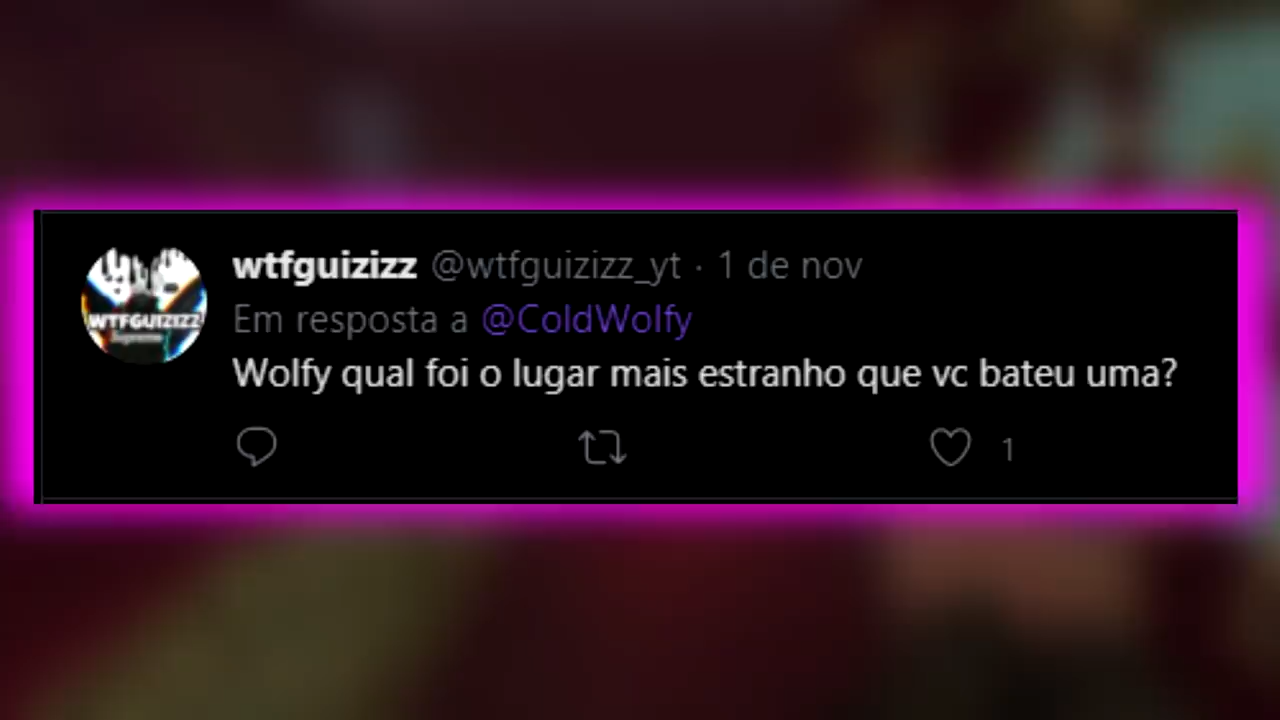 wtfguizizz @wtfguizizz_yt · 1 de nov
Em resposta a @ColdWolfy
Wolfy qual foi o lugar mais estranho que vc bateu uma?
1
WTFGUIZIZZ